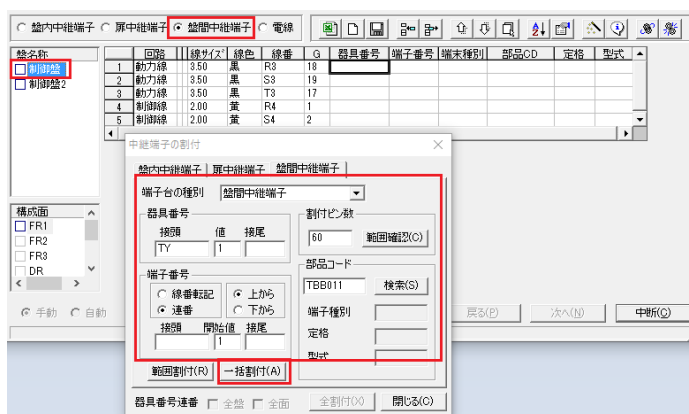 盤内中継端子 扉中継端子 盤間中継端子 電線
盤名称
制御盤
制御盤2
回路 線サイズ 線色 線番 G 器具番号 端子番号 端末種別 部品CD 定格 型式
1 動力線 3.50 黒 R3 18
2 動力線 3.50 黒 S3 19
3 動力線 3.50 黒 T3 17
4 制御線 2.00 黄 R4 1
5 制御線 2.00 黄 S4 2
中継端子の割付
盤内中継端子 扉中継端子 盤間中継端子
端子台の種別 盤間中継端子
器具番号
接頭 値 接尾
TY 1
割付ピン数
60 範囲確認(C)
端子番号
線番転記 上から
連番 下から
接頭 開始値 接尾
1
部品コード
TBB011 検索(S)
端子種別
定格
型式
範囲割付(R) 一括割付(A)
器具番号連番 全盤 全面 全割付(X) 閉じる(C)
構成面
FR1
FR2
FR3
DR
手動 自動
戻る(P) 次へ(N) 中断(C)